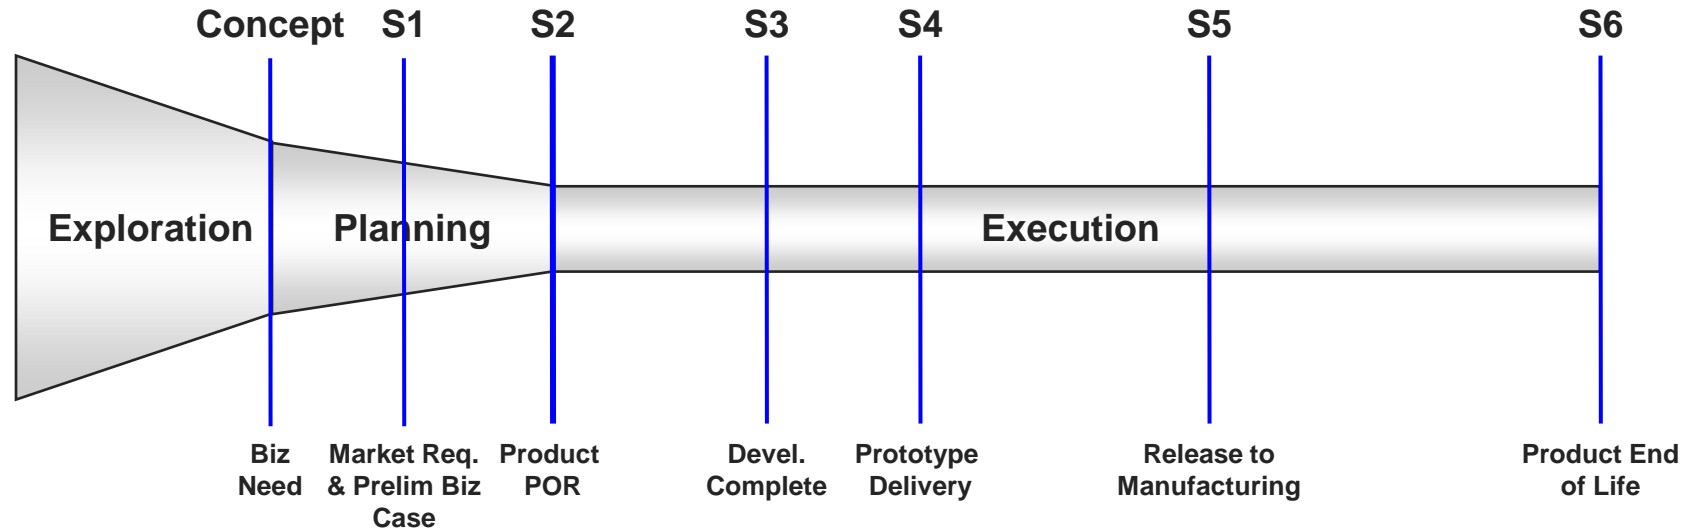 Concept S1 S2 S3 S4 S5 S6
Exploration Planning Execution
Biz
Need
Market Req.
& Prelim Biz
Case
Product
POR
Devel.
Complete
Prototype
Delivery
Release to
Manufacturing
Product End
of Life